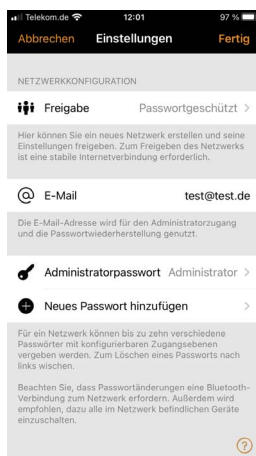 Telekom.de 12:01 97 %
Abbrechen Einstellungen Fertig
NETZWERKKONFIGURATION
Freigabe Passwortgeschützt
Hier können Sie ein neues Netzwerk erstellen und seine
Einstellungen freigeben. Zum Freigeben des Netzwerks
ist eine stabile Internetverbindung erforderlich.
@ E-Mail test@test.de
Die E-Mail-Adresse wird für den Administratorzugang
und die Passwortwiederherstellung genutzt.
Administratorpasswort Administrator
Neues Passwort hinzufügen
Für ein Netzwerk können bis zu zehn verschiedene
Passwörter mit konfigurierbaren Zugangsebenen
vergeben werden. Zum Löschen eines Passworts nach
links wischen.
Beachten Sie, dass Passwortänderungen eine Bluetooth-
Verbindung zum Netzwerk erfordern. Außerdem wird
empfohlen, dazu alle im Netzwerk befindlichen Geräte
einzuschalten.
?